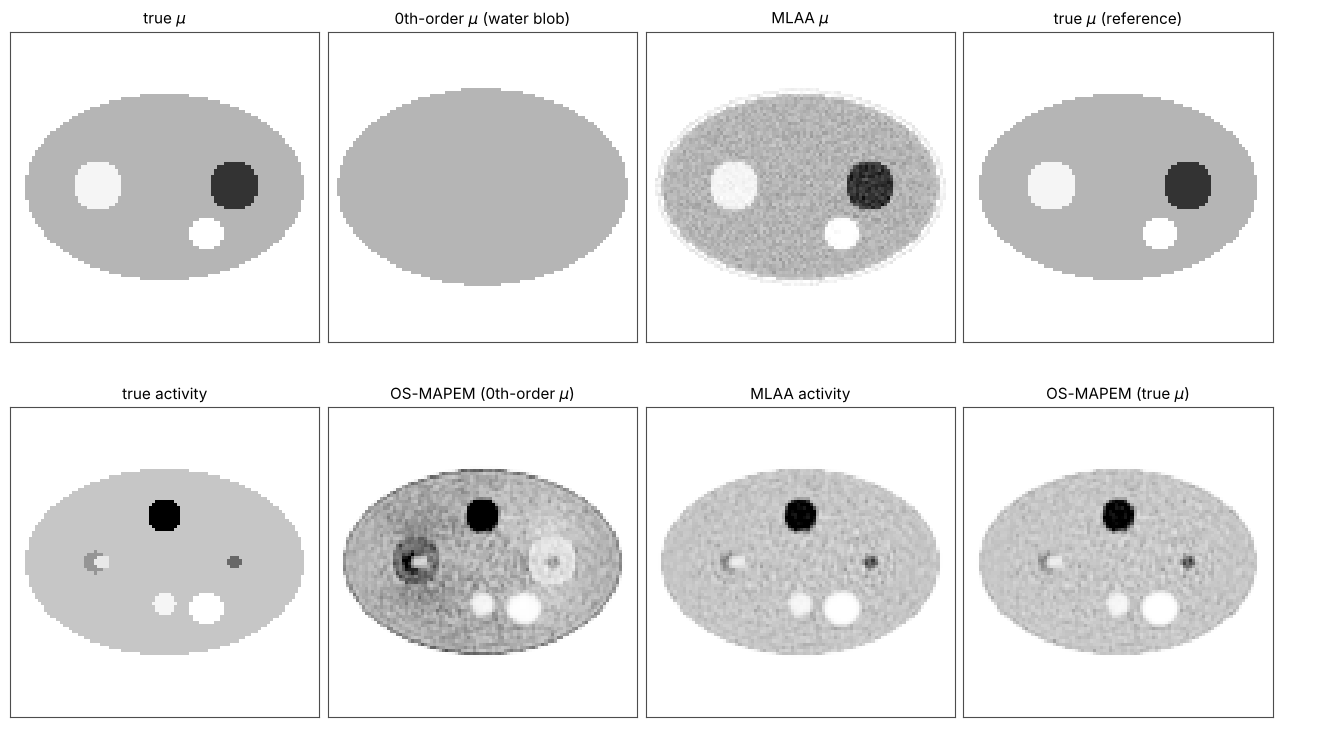 true μ
0th-order μ (water blob)
MLAA μ
true μ (reference)
true activity
OS-MAPEM (0th-order μ)
MLAA activity
OS-MAPEM (true μ)